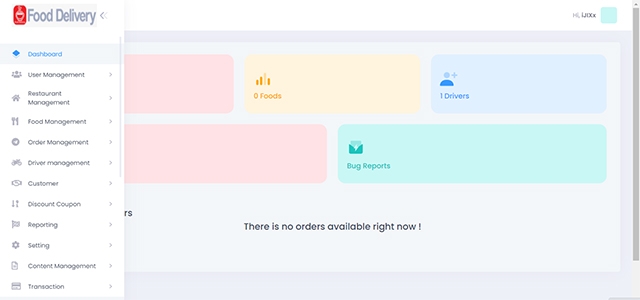 Food Delivery
Hi, iJIXx
Dashboard
User Management
Restaurant
Management
Food Management
Order Management
Driver management
Customer
Discount Coupon
Reporting
Setting
Content Management
Transaction
0 Foods
1 Drivers
Bug Reports
rs
There is no orders available right now !